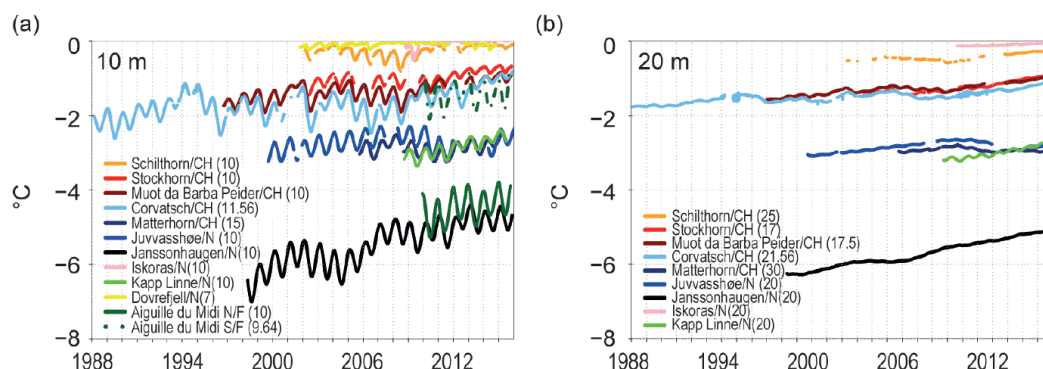 (a)
(b)
0
−2
−4
−6
−8
°C
10 m
Schilthorn/CH (10)
Stockhorn/CH (10)
Muot da Barba Peider/CH (10)
Corvatsch/CH (11.56)
Matterhorn/CH (15)
Juvvasshøe/N (10)
Janssonhaugen/N(10)
Iskoras/N(10)
Kapp Linne/N(10)
Dovrefjell/N(7)
Aiguille du Midi N/F (10)
Aiguille du Midi S/F (9.64)
1988 1994 2000 2006 2012
0
−2
−4
−6
−8
°C
20 m
Schilthorn/CH (25)
Stockhorn/CH (17)
Muot da Barba Peider/CH (17.5)
Corvatsch/CH (21.56)
Matterhorn/CH (30)
Juvvasshøe/N (20)
Janssonhaugen/N(20)
Iskoras/N(20)
Kapp Linne/N(20)
1988 1994 2000 2006 2012